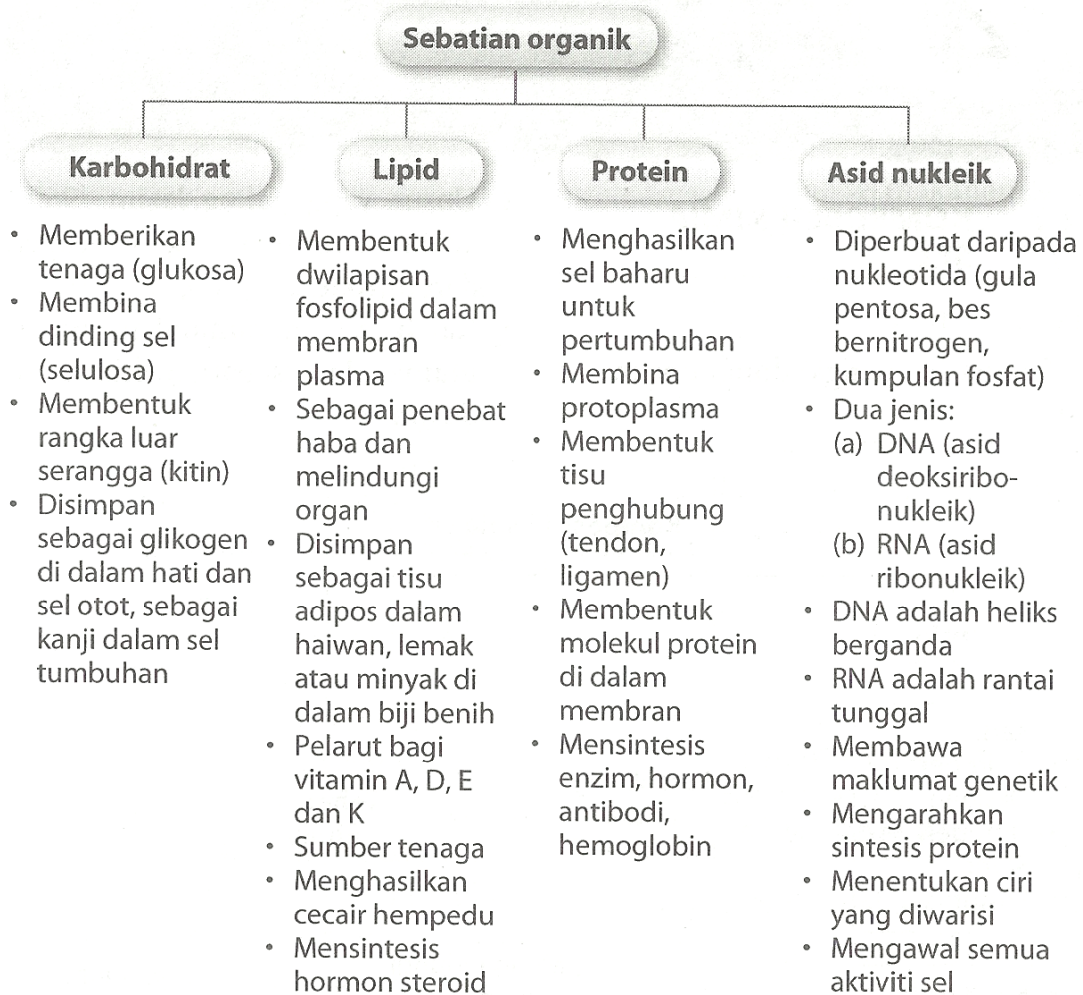 Sebatian organik
Karbohidrat
• Memberikan
tenaga (glukosa)
• Membina
dinding sel
(selulosa)
• Membentuk
rangka luar
serangga (kitin)
• Disimpan
sebagai glikogen
di dalam hati dan
sel otot, sebagai
kanji dalam sel
tumbuhan
Lipid
• Membentuk
dwilapisan
fosfolipid dalam
membran
plasma
• Sebagai penebat
haba dan
melindungi
organ
• Disimpan
sebagai tisu
adipos dalam
haiwan, lemak
atau minyak di
dalam biji benih
• Pelarut bagi
vitamin A, D, E
dan K
• Sumber tenaga
• Menghasilkan
cecair hempedu
• Mensintesis
hormon steroid
Protein
• Menghasilkan
sel baharu
untuk
pertumbuhan
• Membina
protoplasma
• Membentuk
tisu
penghubung
(tendon,
ligamen)
• Membentuk
molekul protein
di dalam
membran
• Mensintesis
enzim, hormon,
antibodi,
hemoglobin
Asid nukleik
• Diperbuat daripada
nukleotida (gula
pentosa, bes
bernitrogen,
kumpulan fosfat)
• Dua jenis:
(a) DNA (asid
deoksiribo-
nukleik)
(b) RNA (asid
ribonukleik)
• DNA adalah heliks
berganda
• RNA adalah rantai
tunggal
• Membawa
maklumat genetik
• Mengarahkan
sintesis protein
• Menentukan ciri
yang diwarisi
• Mengawal semua
aktiviti sel